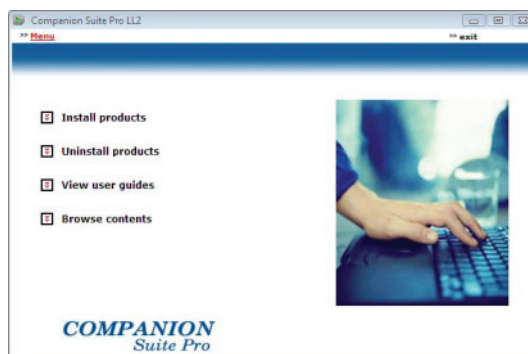 Companion Suite Pro LL2
>> Menu >> exit
Install products
Uninstall products
View user guides
Browse contents
COMPANION
Suite Pro